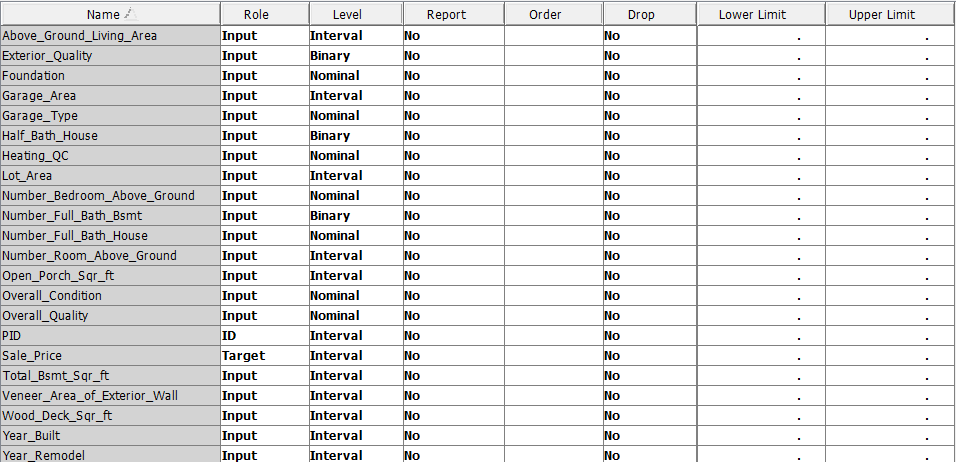 Name Role Level Report Order Drop Lower Limit Upper Limit
Above_Ground_Living_Area Input Interval No No . .
Exterior_Quality Input Binary No No . .
Foundation Input Nominal No No . .
Garage_Area Input Interval No No . .
Garage_Type Input Nominal No No . .
Half_Bath_House Input Binary No No . .
Heating_QC Input Nominal No No . .
Lot_Area Input Interval No No . .
Number_Bedroom_Above_Ground Input Nominal No No . .
Number_Full_Bath_Bsmt Input Binary No No . .
Number_Full_Bath_House Input Nominal No No . .
Number_Room_Above_Ground Input Interval No No . .
Open_Porch_Sqr_ft Input Interval No No . .
Overall_Condition Input Nominal No No . .
Overall_Quality Input Nominal No No . .
PID ID Interval No No . .
Sale_Price Target Interval No No . .
Total_Bsmt_Sqr_ft Input Interval No No . .
Veneer_Area_of_Exterior_Wall Input Interval No No . .
Wood_Deck_Sqr_ft Input Interval No No . .
Year_Built Input Interval No No . .
Year_Remodel Input Interval No No . .